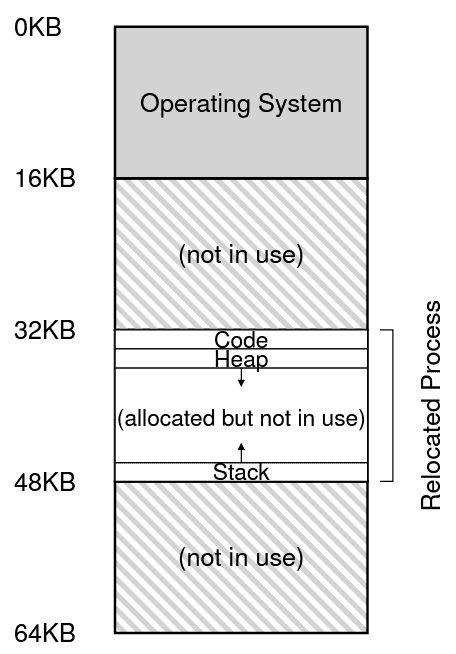 0KB
Operating System
16KB
(not in use)
32KB
Code
Heap
(allocated but not in use)
Stack
48KB
(not in use)
64KB
Relocated Process